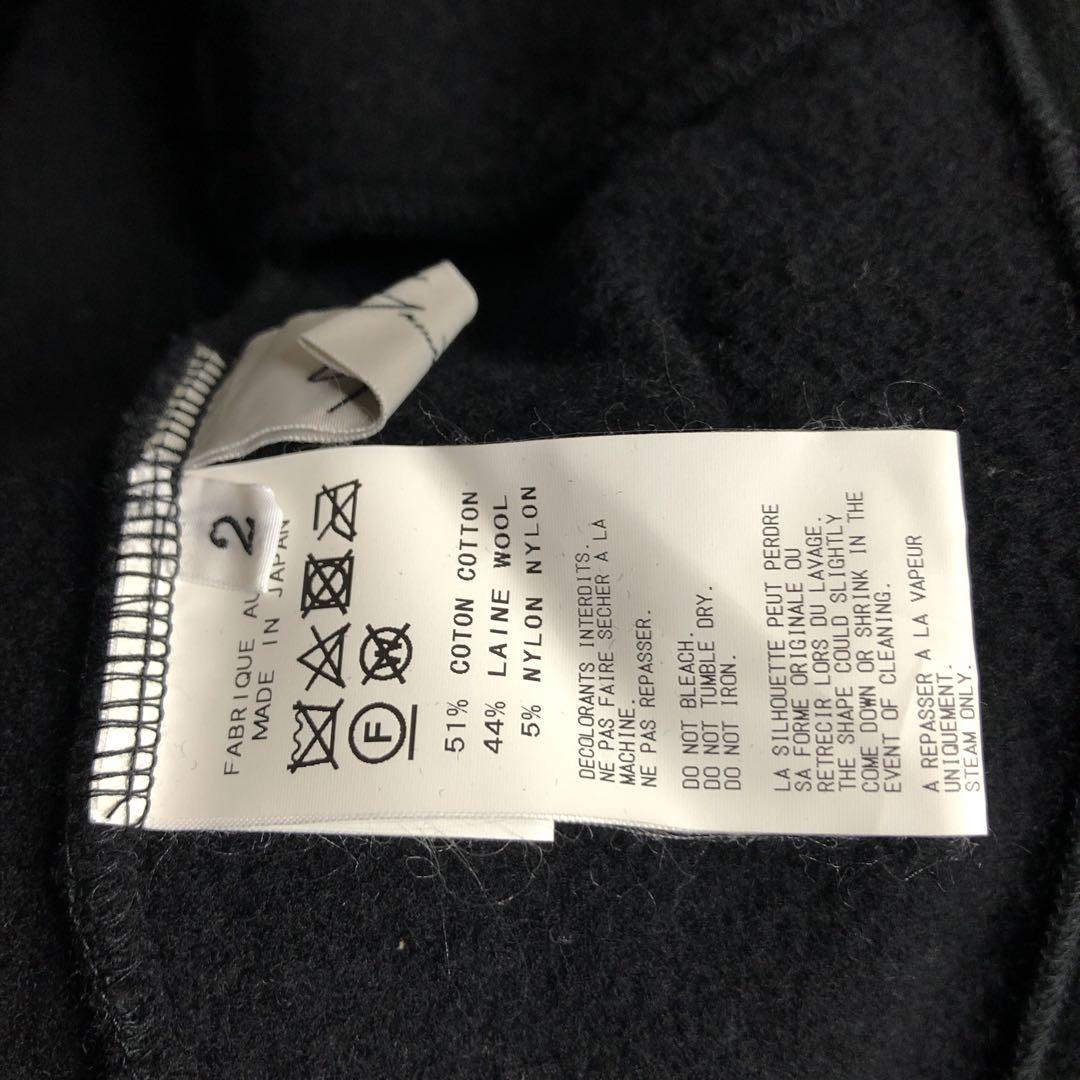 2
FABRIQUE AU
MADE IN JAPAN
W
F
51% COTON COTTON
44% LAINE WOOL
5% NYLON NYLON
DECOLORANTS INTERDITS.
NE PAS FAIRE SECHER A LA
MACHINE.
NE PAS REPASSER.
DO NOT BLEACH.
DO NOT TUMBLE DRY.
DO NOT IRON.
LA SILHOUETTE PEUT PERDRE
SA FORME ORIGINALE OU
RETRECIR LORS DU LAVAGE.
THE SHAPE COULD SLIGHTLY
COME DOWN OR SHRINK IN THE
EVENT OF CLEANING.
A REPASSER A LA VAPEUR
UNIQUEMENT.
STEAM ONLY.